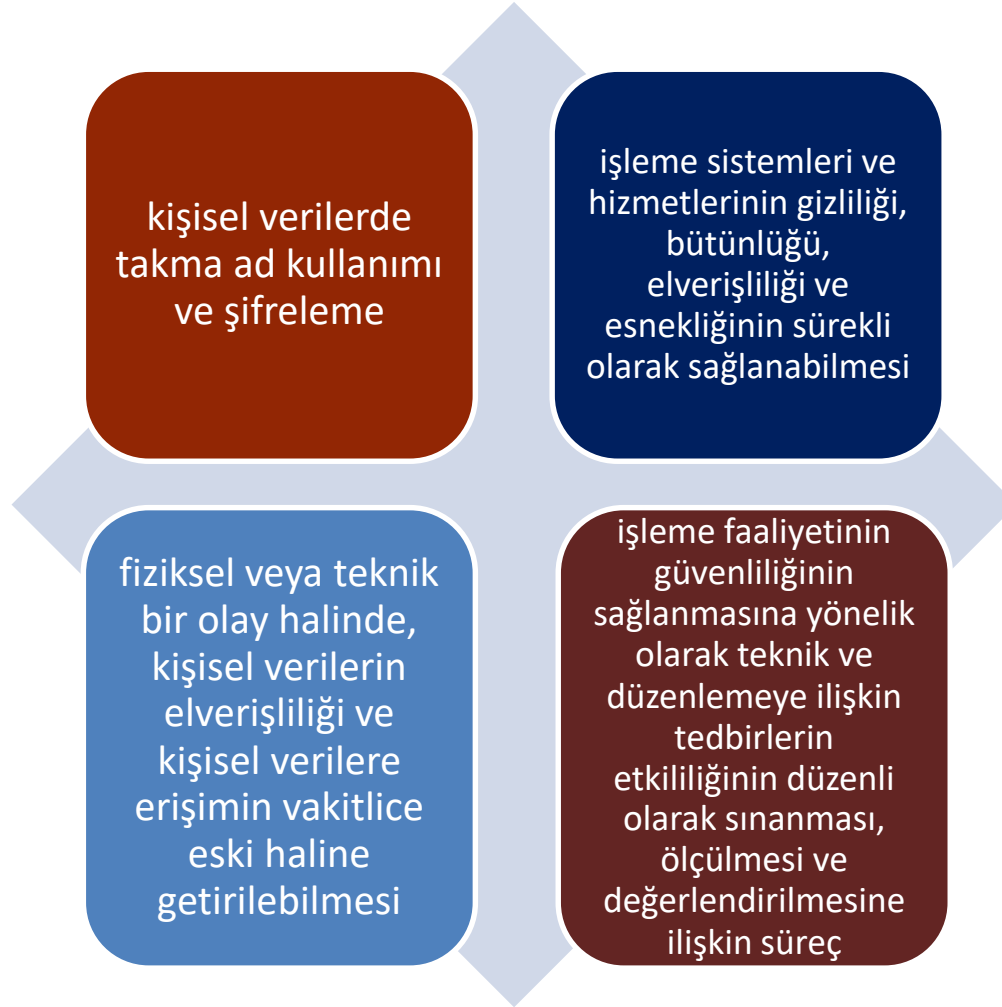 kişisel verilerde
takma ad kullanımı
ve şifreleme
işleme sistemleri ve
hizmetlerinin gizliliği,
bütünlüğü,
elverişliliği ve
esnekliğinin sürekli
olarak sağlanabilmesi
fiziksel veya teknik
bir olay halinde,
kişisel verilerin
elverişliliği ve
kişisel verilere
erişimin vakitlice
eski haline
getirilebilmesi
işleme faaliyetinin
güvenliliğinin
sağlanmasına yönelik
olarak teknik ve
düzenlemeye ilişkin
tedbirlerin
etkililiğinin düzenli
olarak sınanması,
ölçülmesi ve
değerlendirilmesine
ilişkin süreç